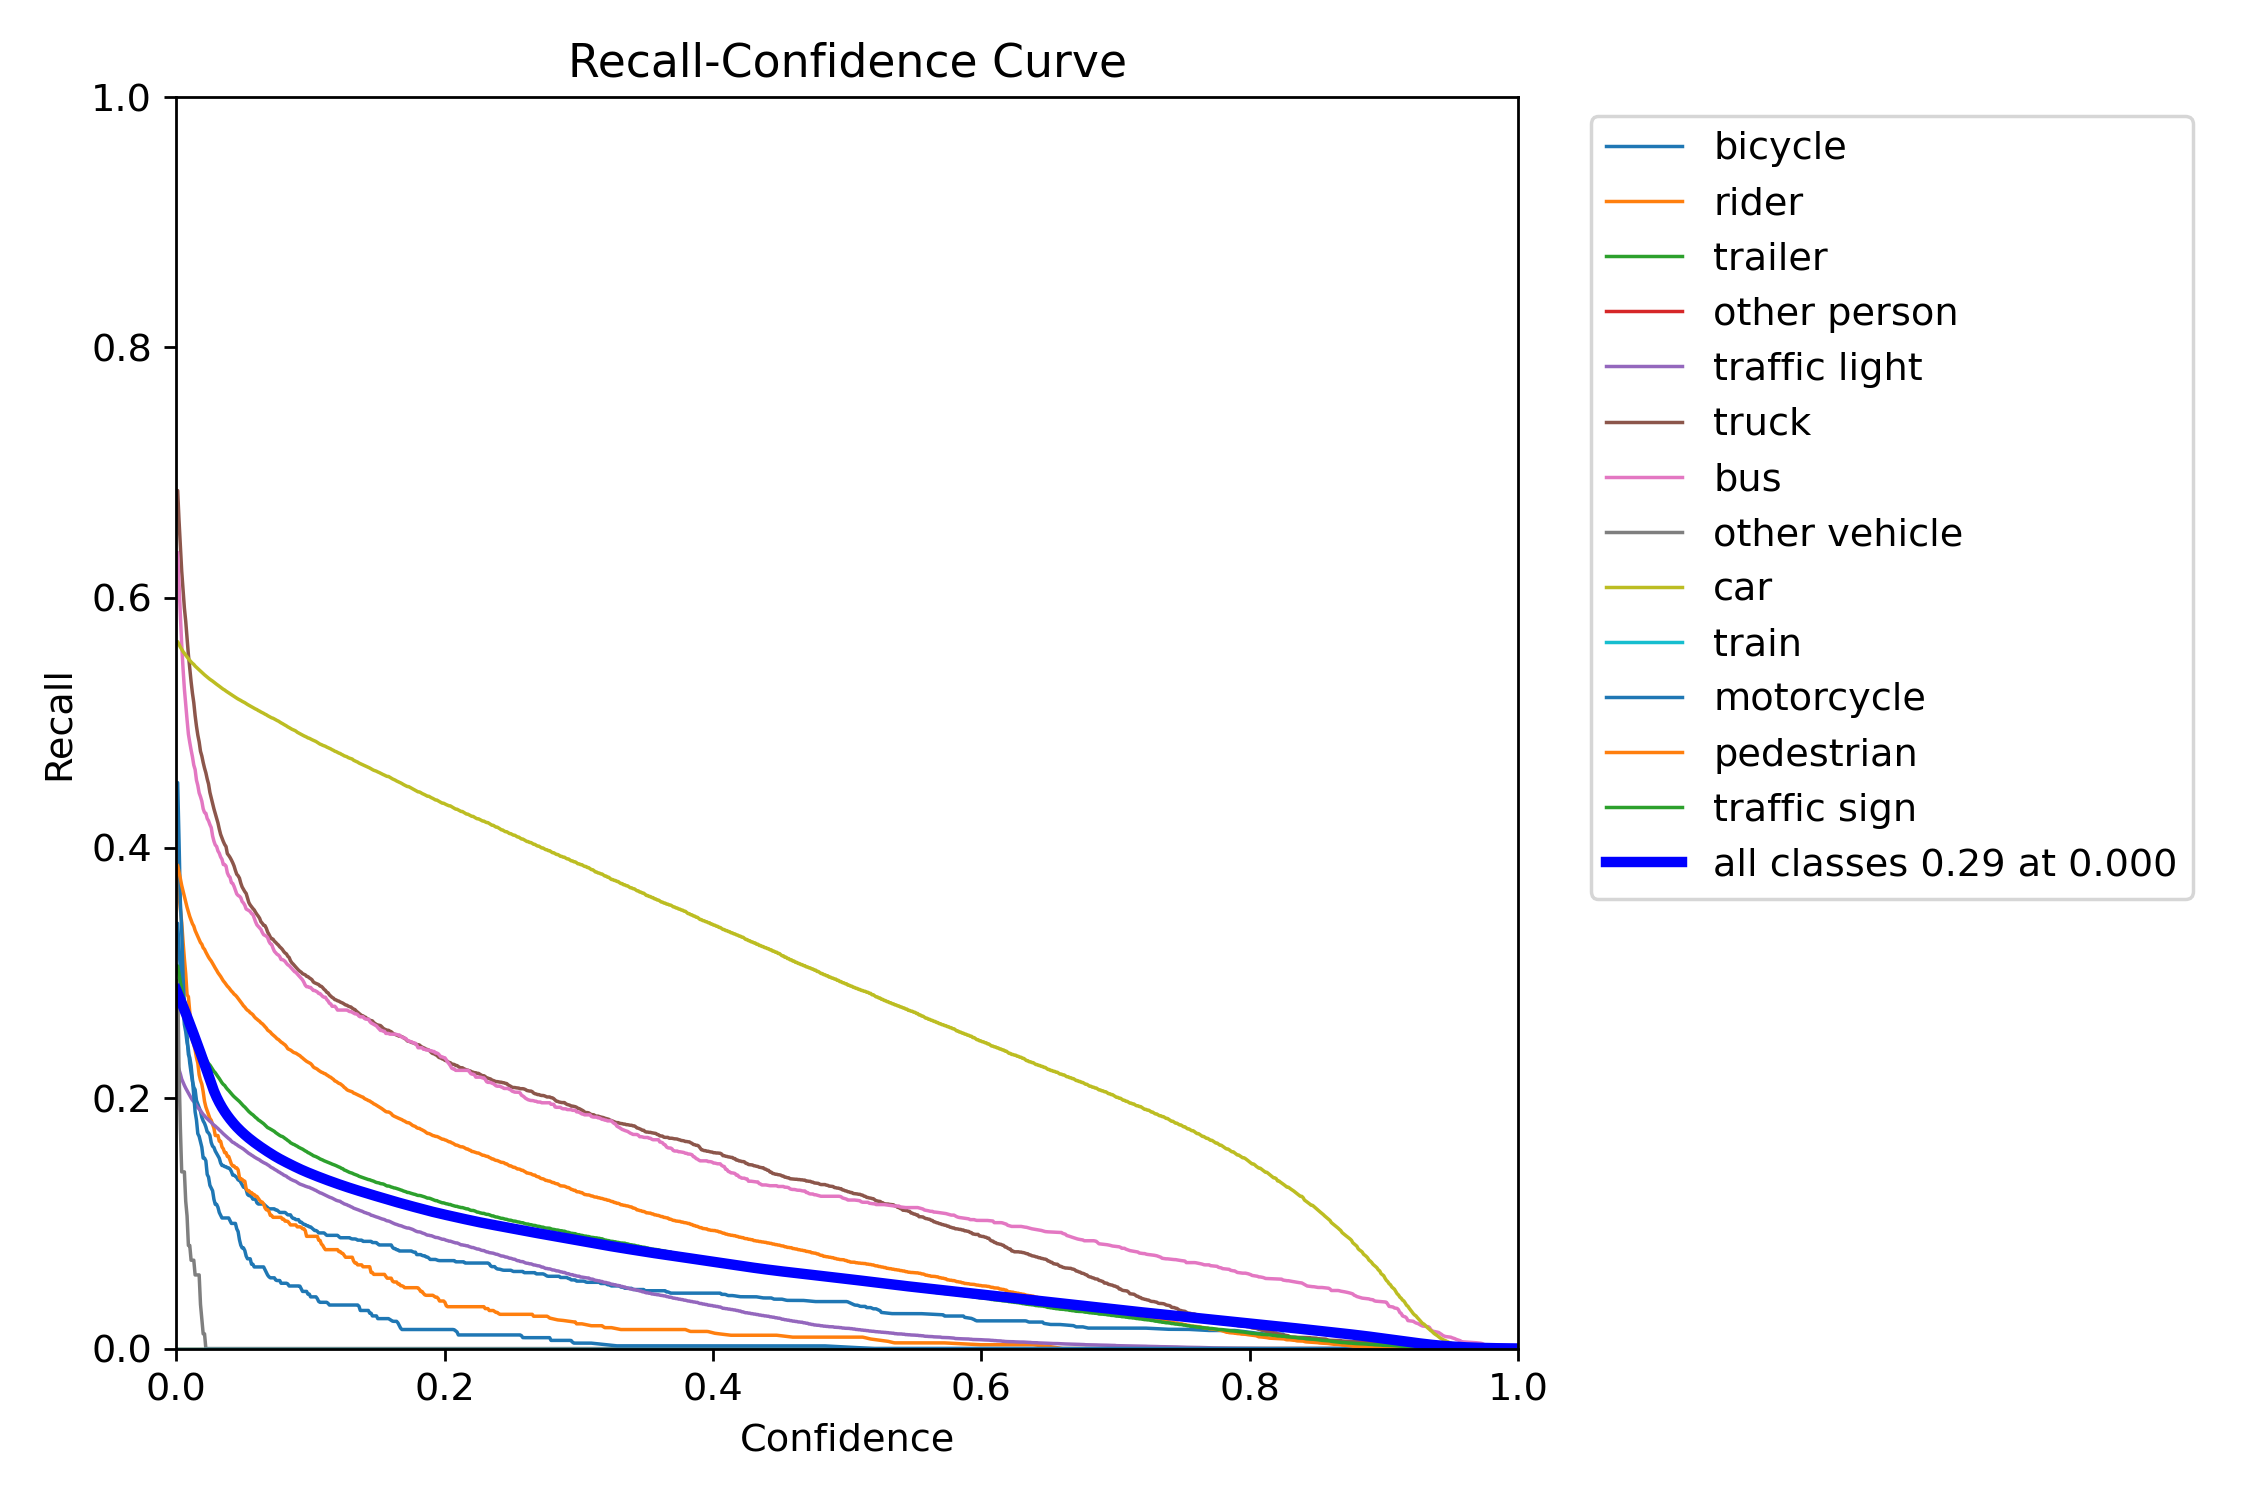 Recall-Confidence Curve
1.0
0.8
0.6
0.4
0.2
0.0
Recall
0.0 0.2 0.4 0.6 0.8 1.0
Confidence
bicycle
rider
trailer
other person
traffic light
truck
bus
other vehicle
car
train
motorcycle
pedestrian
traffic sign
all classes 0.29 at 0.000